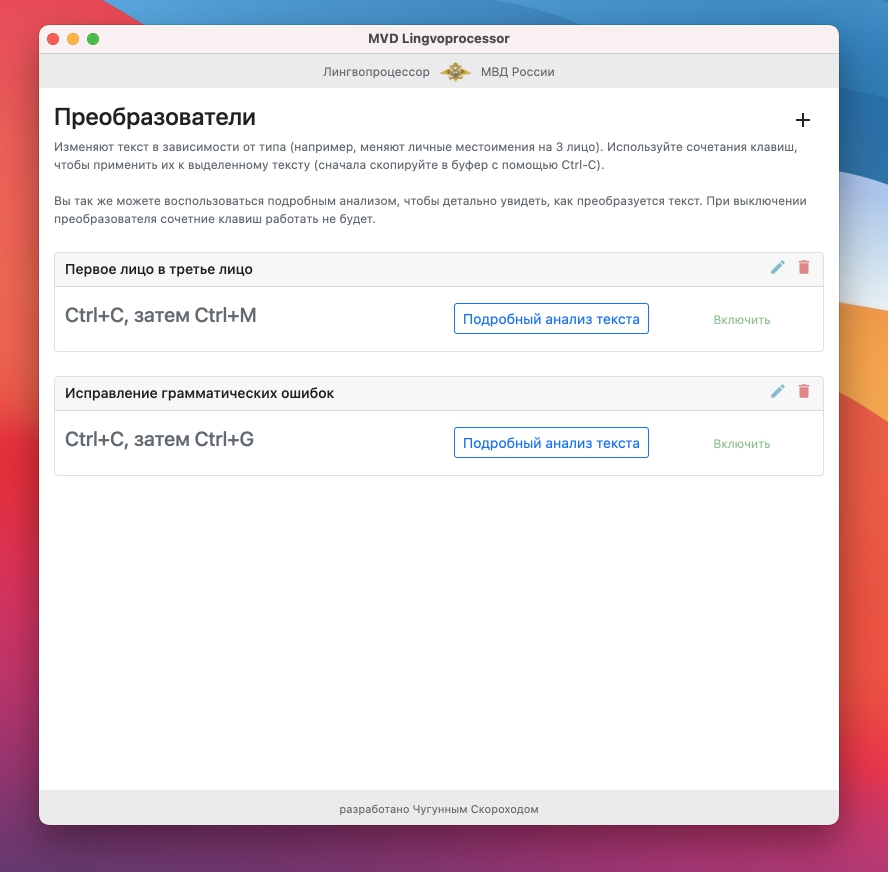 MVD Lingvoprocessor
Лингвопроцессор МВД России
Преобразователи
Изменяют текст в зависимости от типа (например, меняют личные местоимения на 3 лицо). Используйте сочетания клавиш,
чтобы применить их к выделенному тексту (сначала скопируйте в буфер с помощью Ctrl-C).
Вы так же можете воспользоваться подробным анализом, чтобы детально увидеть, как преобразуется текст. При выключении
преобразователя сочетние клавиш работать не будет.
Первое лицо в третье лицо
Ctrl+C, затем Ctrl+M
Подробный анализ текста
Включить
Исправление грамматических ошибок
Ctrl+C, затем Ctrl+G
Подробный анализ текста
Включить
разработано Чугунным Скороходом